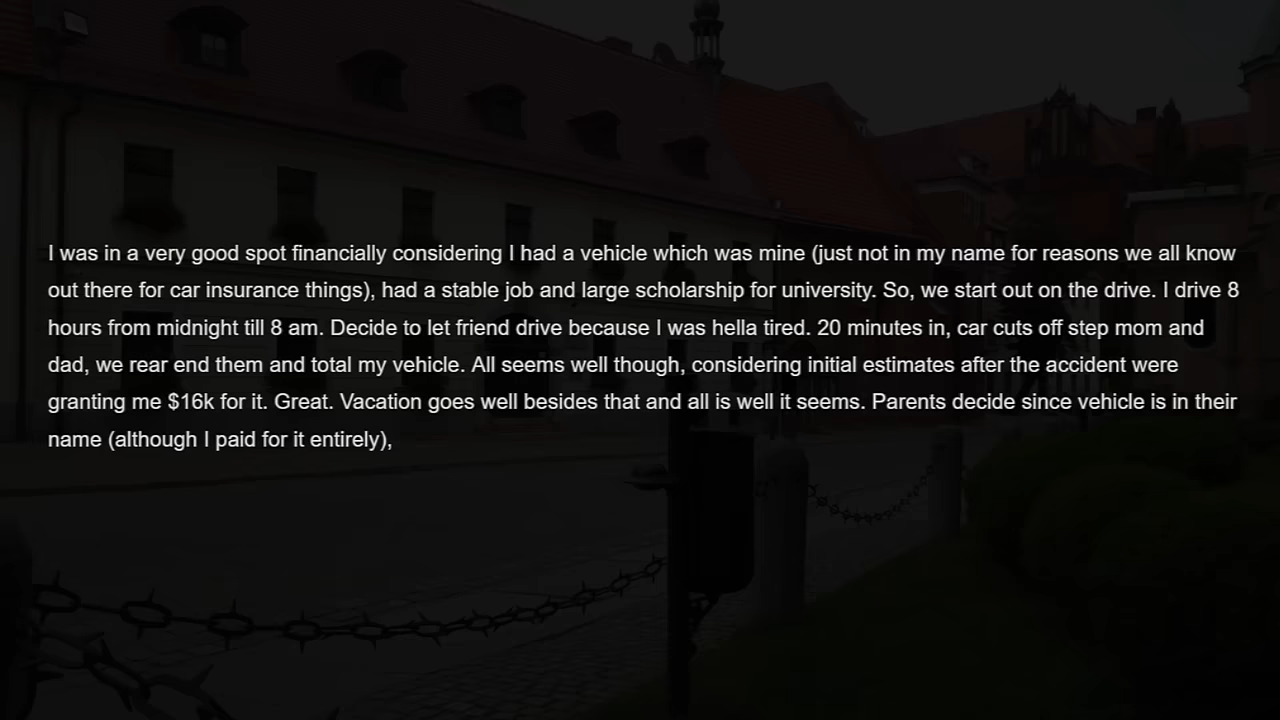 I was in a very good spot financially considering I had a vehicle which was mine (just not in my name for reasons we all know
out there for car insurance things), had a stable job and large scholarship for university. So, we start out on the drive. I drive 8
hours from midnight till 8 am. Decide to let friend drive because I was hella tired. 20 minutes in, car cuts off step mom and
dad, we rear end them and total my vehicle. All seems well though, considering initial estimates after the accident were
granting me $16k for it. Great. Vacation goes well besides that and all is well it seems. Parents decide since vehicle is in their
name (although I paid for it entirely),